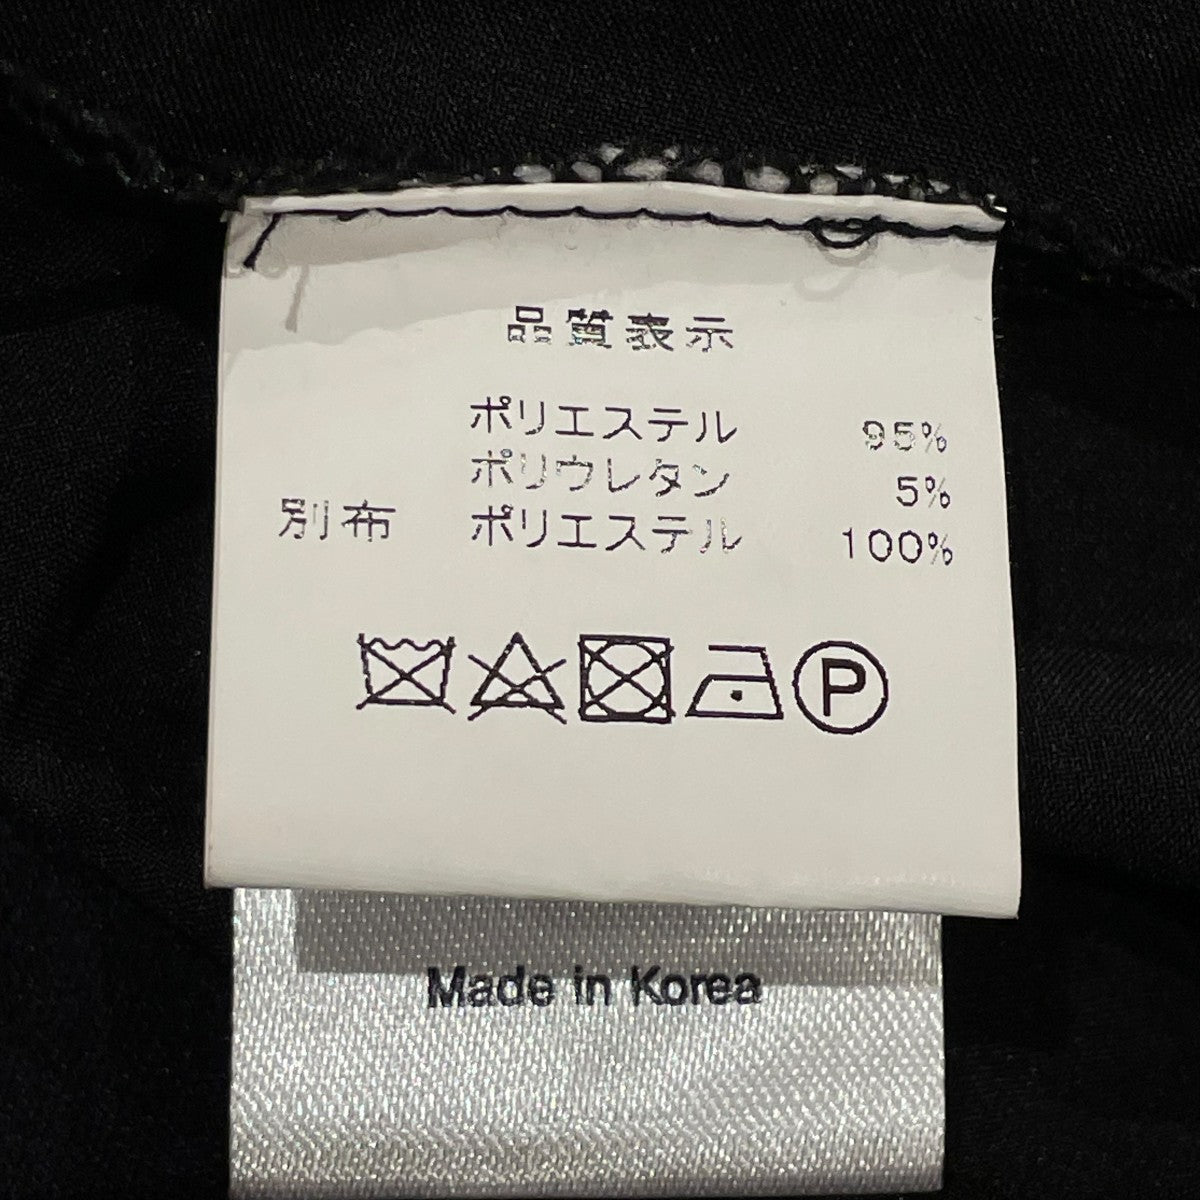 品質表示
ポリエステル 95%
ポリウレタン 5%
別布 ポリエステル 100%
P
Made in Korea